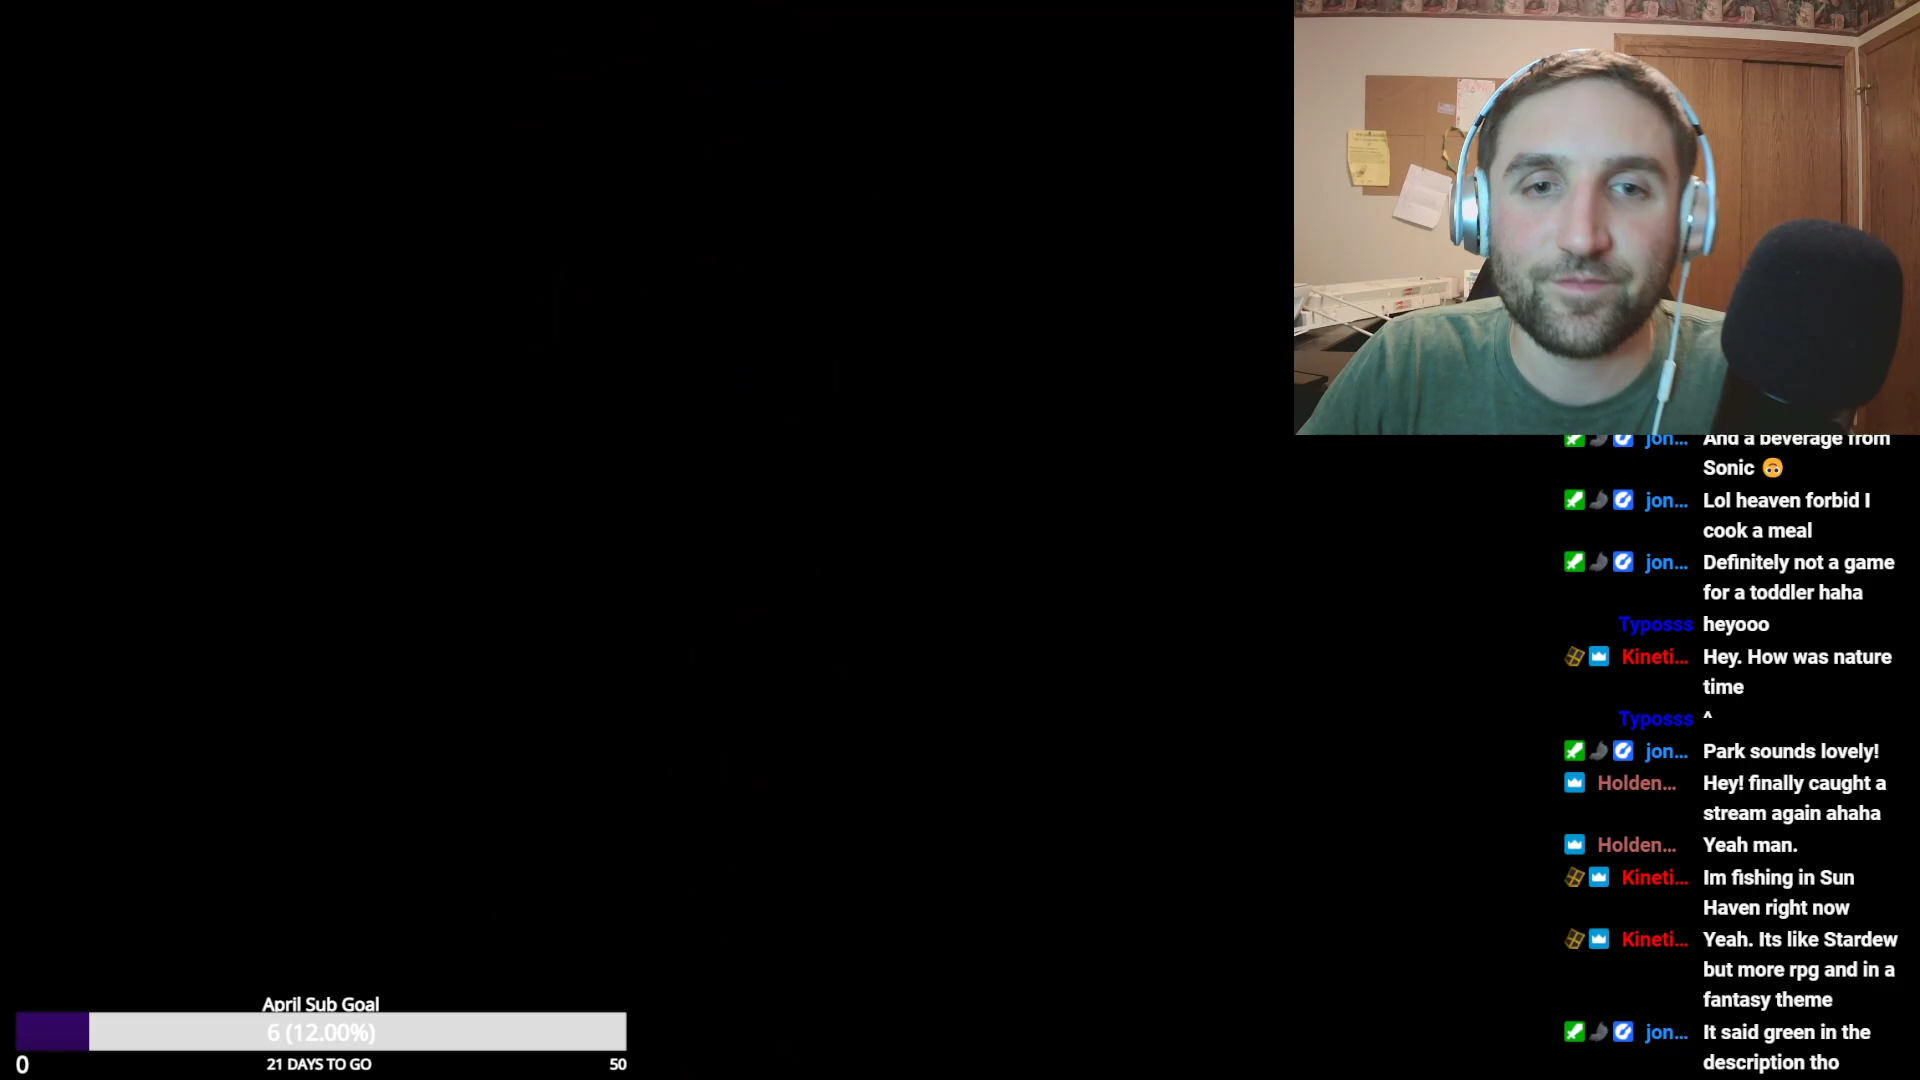 jon... And a beverage from
Sonic 🙃
jon... Lol heaven forbid I
cook a meal
jon... Definitely not a game
for a toddler haha
Typosss heyooo
Kineti... Hey. How was nature
time
Typosss ^
jon... Park sounds lovely!
Holden... Hey! finally caught a
stream again ahaha
Holden... Yeah man.
Kineti... Im fishing in Sun
Haven right now
Kineti... Yeah. Its like Stardew
but more rpg and in a
fantasy theme
jon... It said green in the
description tho
April Sub Goal
6 (12.00%)
0 21 DAYS TO GO 50